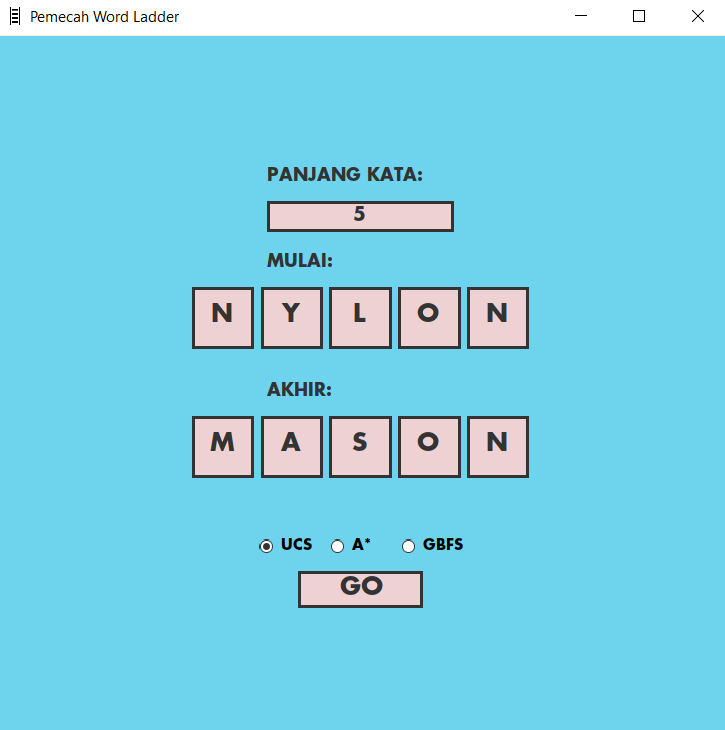 Pemecah Word Ladder
PANJANG KATA:
5
MULAI:
N Y L O N
AKHIR:
M A S O N
UCS A* GBFS
GO